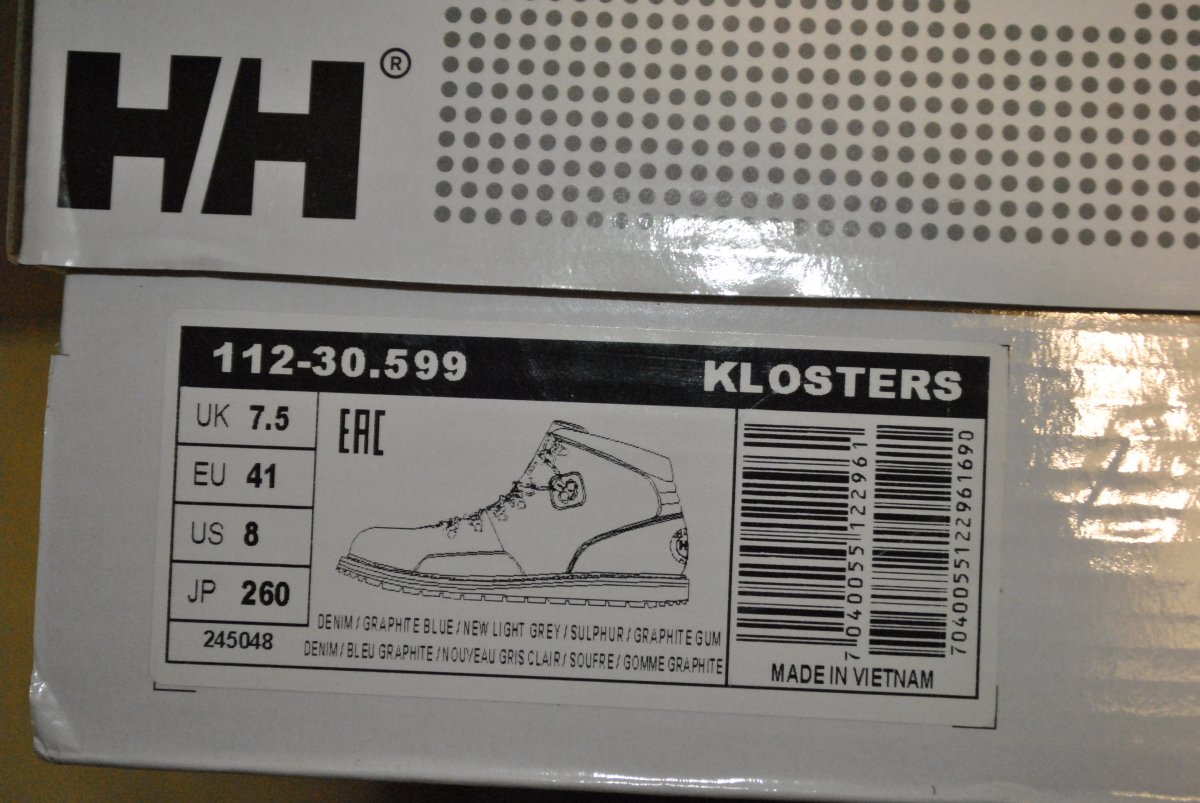 HH®
112-30.599 KLOSTERS
UK 7.5
EU 41
US 8
JP 260
245048
EAC
DENIM / GRAPHITE BLUE / NEW LIGHT GREY / SULPHUR / GRAPHITE GUM
DENIM / BLEU GRAPHITE / NOUVEAU GRIS CLAIR / SOUFRE / GOMME GRAPHITE
7040055122961
7040055122961690
MADE IN VIETNAM